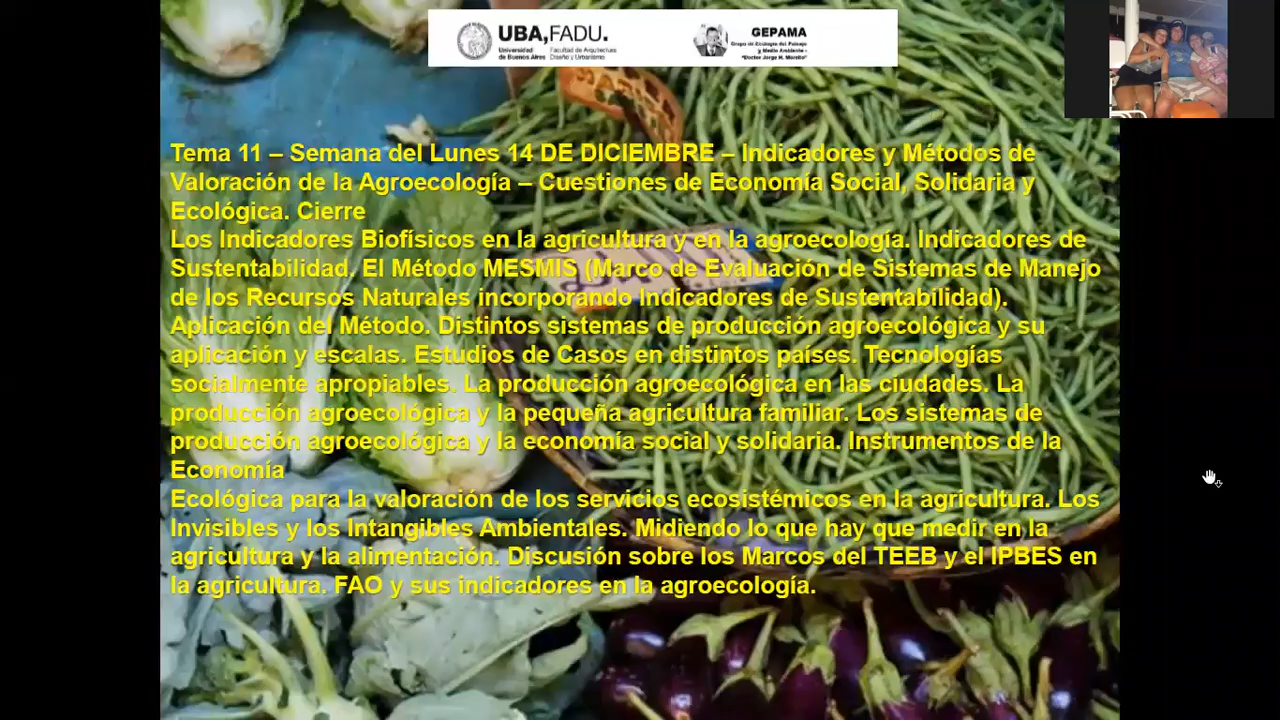 UBA,FADU.
Universidad
de Buenos Aires
Facultad de Arquitectura
Diseño y Urbanismo
GEPAMA
Grupo de Ecología del Paisaje
y Medio Ambiente -
"Doctor Jorge H. Morello"
Tema 11 – Semana del Lunes 14 DE DICIEMBRE – Indicadores y Métodos de
Valoración de la Agroecología – Cuestiones de Economía Social, Solidaria y
Ecológica. Cierre
Los Indicadores Biofísicos en la agricultura y en la agroecología. Indicadores de
Sustentabilidad. El Método MESMIS (Marco de Evaluación de Sistemas de Manejo
de los Recursos Naturales incorporando Indicadores de Sustentabilidad).
Aplicación del Método. Distintos sistemas de producción agroecológica y su
aplicación y escalas. Estudios de Casos en distintos países. Tecnologías
socialmente apropiables. La producción agroecológica en las ciudades. La
producción agroecológica y la pequeña agricultura familiar. Los sistemas de
producción agroecológica y la economía social y solidaria. Instrumentos de la
Economía
Ecológica para la valoración de los servicios ecosistémicos en la agricultura. Los
Invisibles y los Intangibles Ambientales. Midiendo lo que hay que medir en la
agricultura y la alimentación. Discusión sobre los Marcos del TEEB y el IPBES en
la agricultura. FAO y sus indicadores en la agroecología.